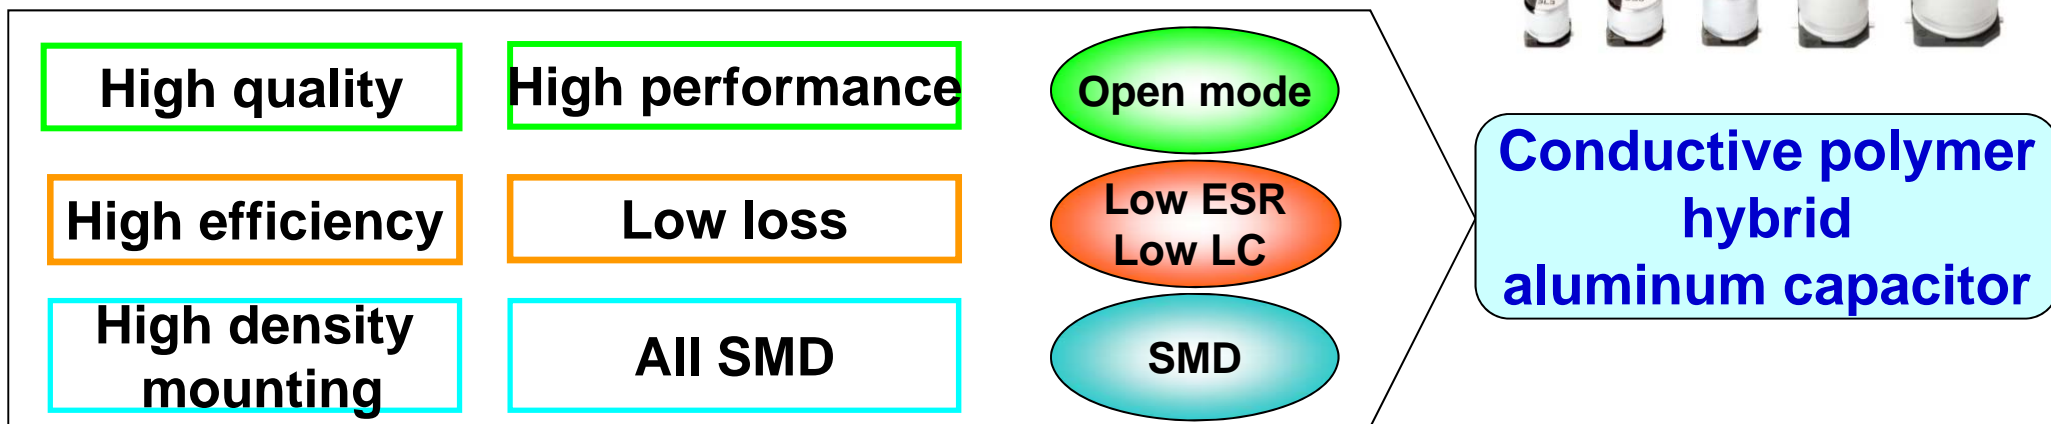 High quality
High performance
Open mode
High efficiency
Low loss
Low ESR
Low LC
High density
mounting
All SMD
SMD
Conductive polymer
hybrid
aluminum capacitor